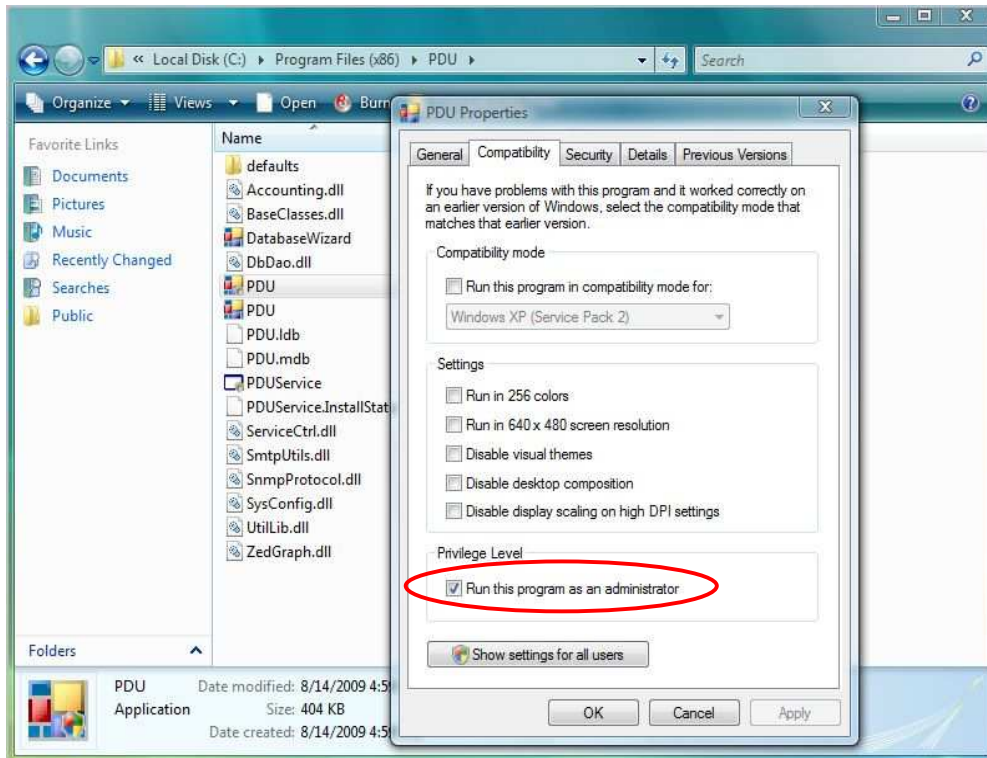 « Local Disk (C:) ▸ Program Files (x86) ▸ PDU ▸
Search
Organize
Views
Open
Burn
Favorite Links
Documents
Pictures
Music
Recently Changed
Searches
Public
Folders
Name
defaults
Accounting.dll
BaseClasses.dll
DatabaseWizard
DbDao.dll
PDU
PDU
PDU.ldb
PDU.mdb
PDUService
PDUService.InstallStat
ServiceCtrl.dll
SmtpUtils.dll
SnmpProtocol.dll
SysConfig.dll
UtilLib.dll
ZedGraph.dll
PDU Properties
General Compatibility Security Details Previous Versions
If you have problems with this program and it worked correctly on
an earlier version of Windows, select the compatibility mode that
matches that earlier version.
Compatibility mode
Run this program in compatibility mode for:
Windows XP (Service Pack 2)
Settings
Run in 256 colors
Run in 640 x 480 screen resolution
Disable visual themes
Disable desktop composition
Disable display scaling on high DPI settings
Privilege Level
Run this program as an administrator
Show settings for all users
OK Cancel Apply
PDU Date modified: 8/14/2009 4:5
Application Size: 404 KB
Date created: 8/14/2009 4:5